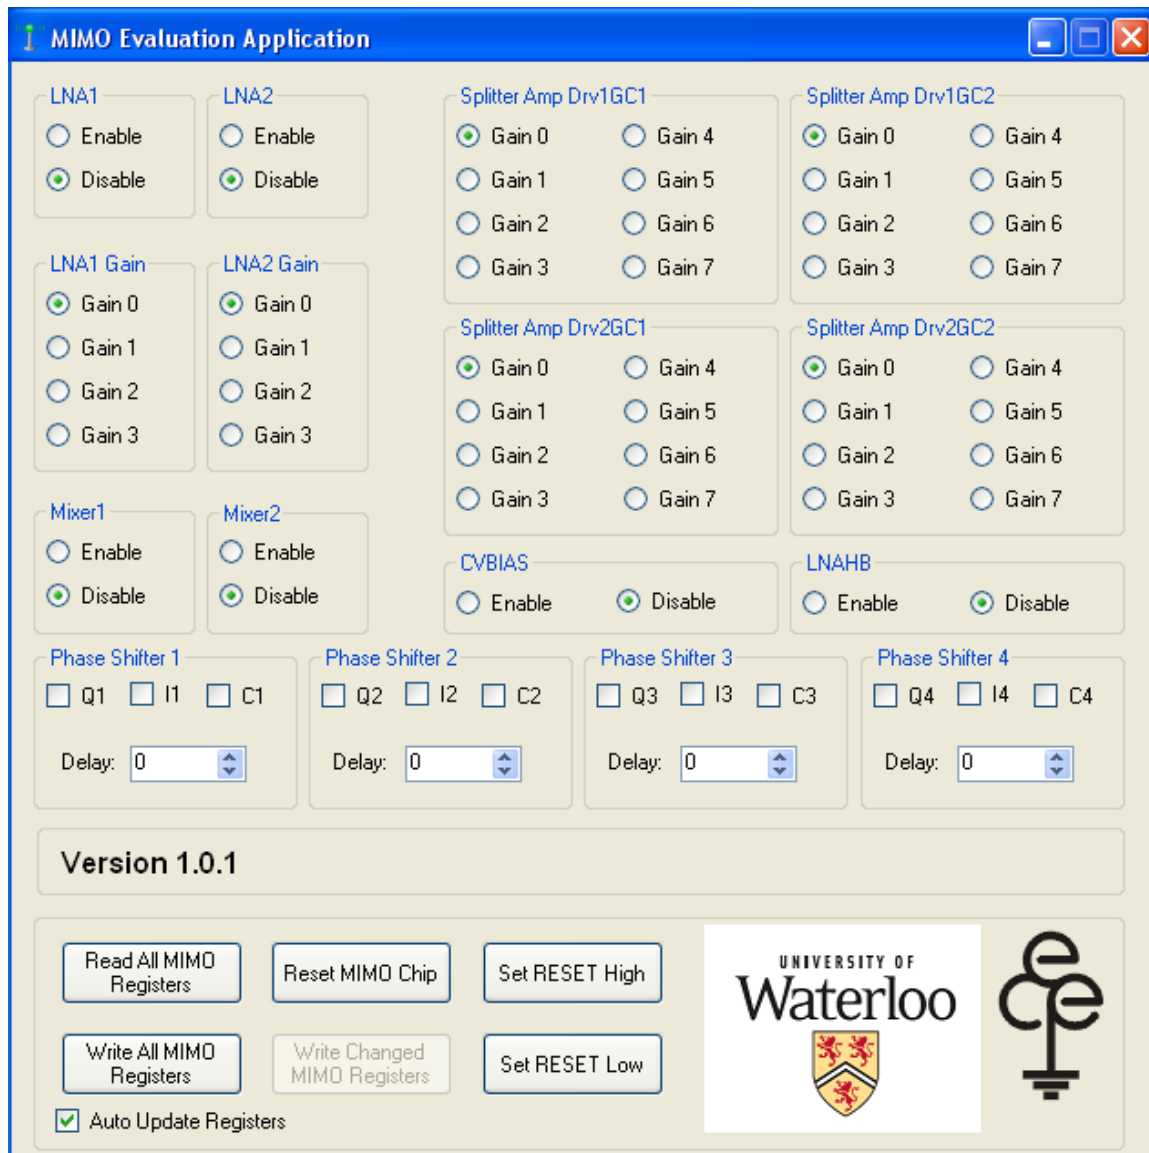 MIMO Evaluation Application
LNA1 LNA2 Splitter Amp Drv1GC1 Splitter Amp Drv1GC2
Enable Enable Gain 0 Gain 4 Gain 0 Gain 4
Disable Disable Gain 1 Gain 5 Gain 1 Gain 5
Gain 2 Gain 6 Gain 2 Gain 6
LNA1 Gain LNA2 Gain Gain 3 Gain 7 Gain 3 Gain 7
Gain 0 Gain 0
Splitter Amp Drv2GC1 Splitter Amp Drv2GC2
Gain 1 Gain 1 Gain 0 Gain 4 Gain 0 Gain 4
Gain 2 Gain 2 Gain 1 Gain 5 Gain 1 Gain 5
Gain 3 Gain 3 Gain 2 Gain 6 Gain 2 Gain 6
Gain 3 Gain 7 Gain 3 Gain 7
Mixer1 Mixer2
Enable Enable CVBIAS LNAHB
Disable Disable Enable Disable Enable Disable
Phase Shifter 1 Phase Shifter 2 Phase Shifter 3 Phase Shifter 4
Q1 I1 C1 Q2 I2 C2 Q3 I3 C3 Q4 I4 C4
Delay: 0 Delay: 0 Delay: 0 Delay: 0
Version 1.0.1
Read All MIMO
Registers
Reset MIMO Chip
Set RESET High
Write All MIMO
Registers
Write Changed
MIMO Registers
Set RESET Low
Auto Update Registers
UNIVERSITY OF
Waterloo
ece